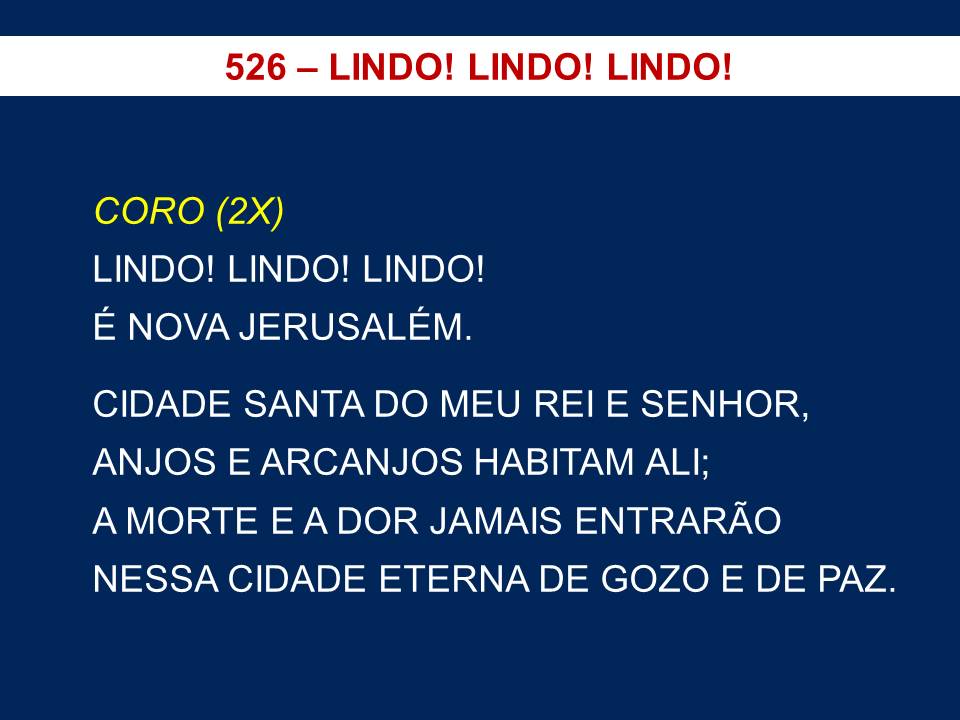 526 – LINDO! LINDO! LINDO!
CORO (2X)
LINDO! LINDO! LINDO!
É NOVA JERUSALÉM.
CIDADE SANTA DO MEU REI E SENHOR,
ANJOS E ARCANJOS HABITAM ALI;
A MORTE E A DOR JAMAIS ENTRARÃO
NESSA CIDADE ETERNA DE GOZO E DE PAZ.